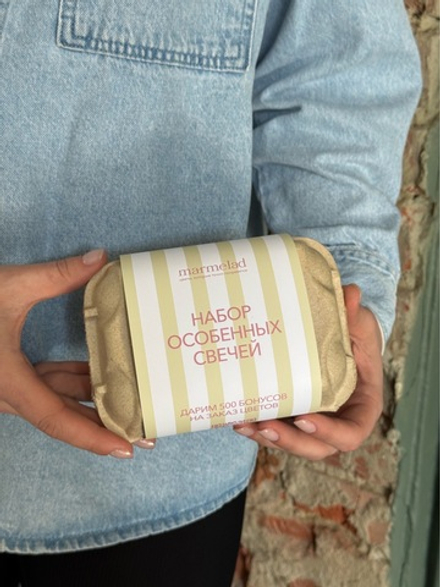 marmelad
НАБОР
ОСОБЕННЫХ
СВЕЧЕЙ
ДАРИМ 500 БОНУСОВ
НА ЗАКАЗ ЦВЕТОВ